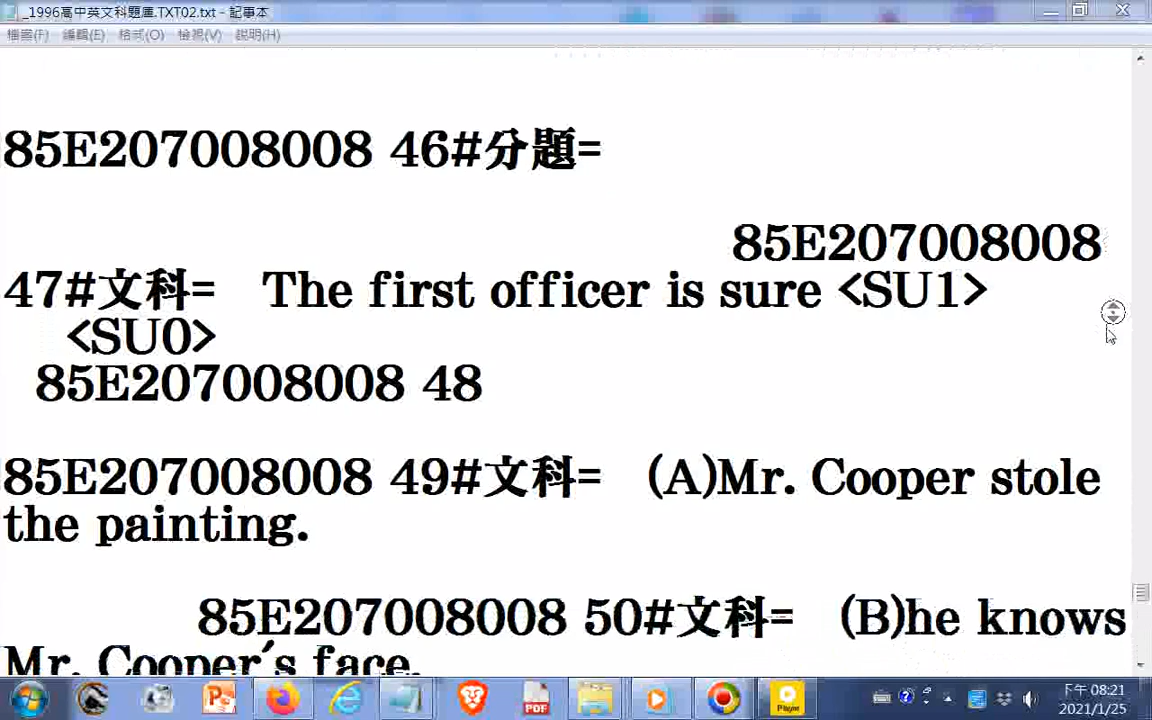 _1996高中英文科題庫.TXT02.txt - 記事本
檔案(F) 編輯(E) 格式(O) 檢視(V) 說明(H)
85E207008008 46#分題=
85E207008008
47#文科= The first officer is sure <SU1>
<SU0>
85E207008008 48
85E207008008 49#文科= (A)Mr. Cooper stole
the painting.
85E207008008 50#文科= (B)he knows
Mr. Cooper's face.
PDF
Player
下午 08:21
2021/1/25